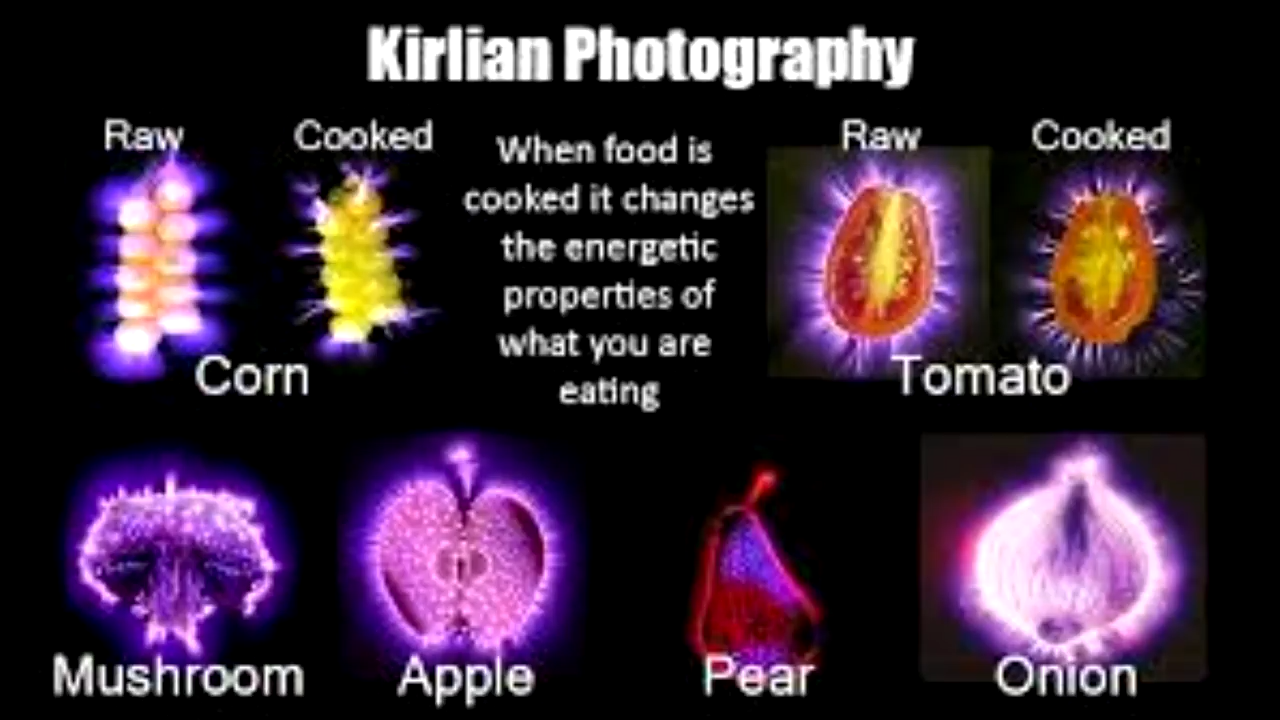 Kirlian Photography
Raw
Cooked
Corn
When food is
cooked it changes
the energetic
properties of
what you are
eating
Raw
Cooked
Tomato
Mushroom
Apple
Pear
Onion